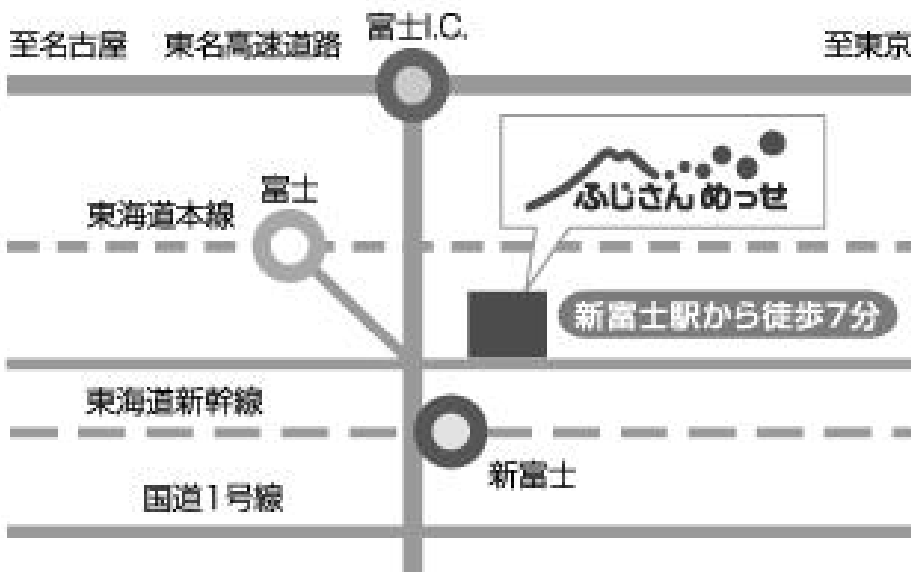 富士I.C.
至名古屋 東名高速道路 至東京
ふじさんめっせ
富士
東海道本線
新富士駅から徒歩7分
東海道新幹線
新富士
国道1号線